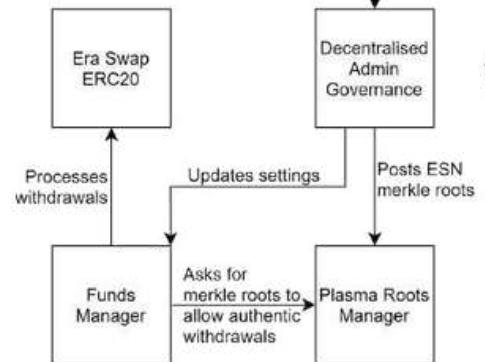 Era Swap
ERC20
Decentralised
Admin
Governance
Processes
withdrawals
Updates settings
Posts ESN
merkle roots
Funds
Manager
Asks for
merkle roots to
allow authentic
withdrawals
Plasma Roots
Manager